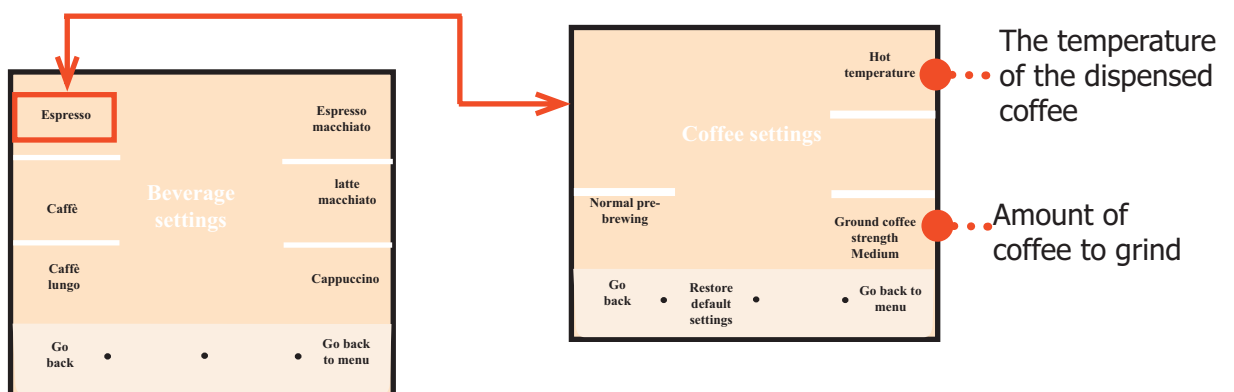 Espresso
Espresso
macchiato
Beverage
settings
Caffè
latte
macchiato
Caffè
lungo
Cappuccino
Go
back
Go back
to menu
Hot
temperature
Coffee settings
Normal pre-
brewing
Ground coffee
strength
Medium
Go
back
Restore
default
settings
Go back to
menu
The temperature
of the dispensed
coffee
Amount of
coffee to grind